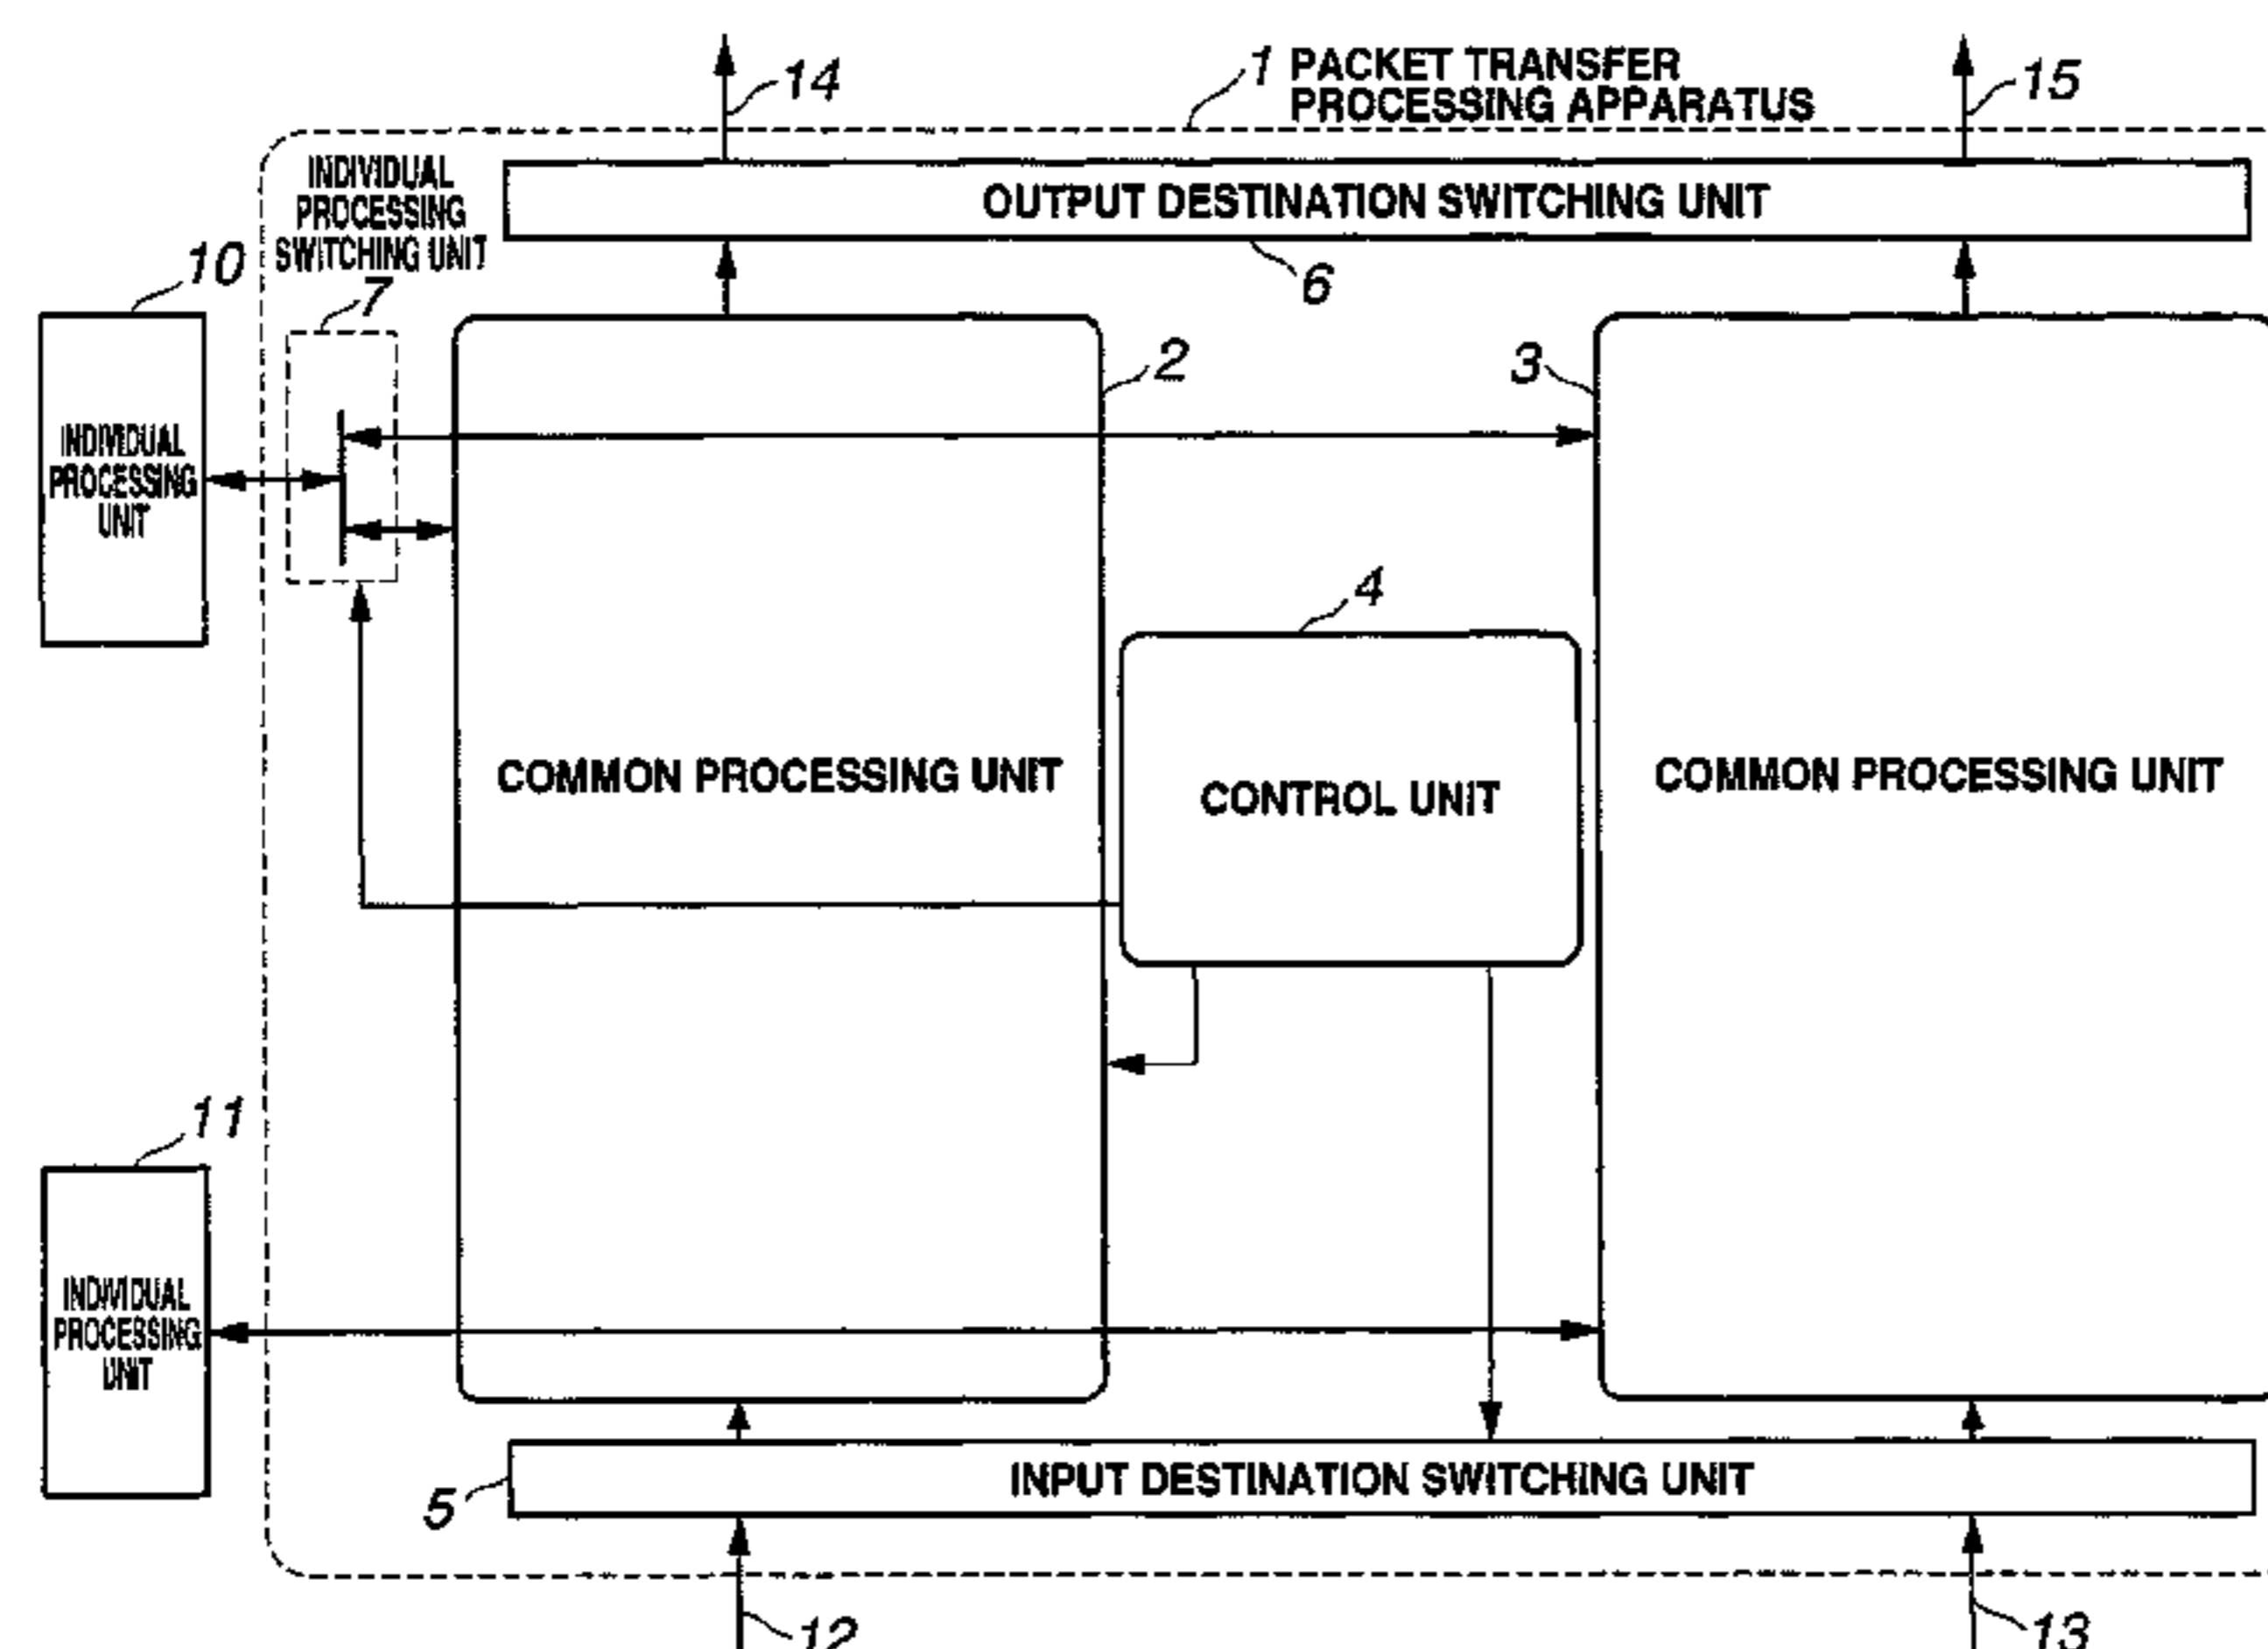 14
1 PACKET TRANSFER
PROCESSING APPARATUS
15
INDIVIDUAL
PROCESSING
SWITCHING UNIT
OUTPUT DESTINATION SWITCHING UNIT
10
7
6
2
3
INDIVIDUAL
PROCESSING
UNIT
4
COMMON PROCESSING UNIT
CONTROL UNIT
COMMON PROCESSING UNIT
11
INDIVIDUAL
PROCESSING
UNIT
5
INPUT DESTINATION SWITCHING UNIT
12
13